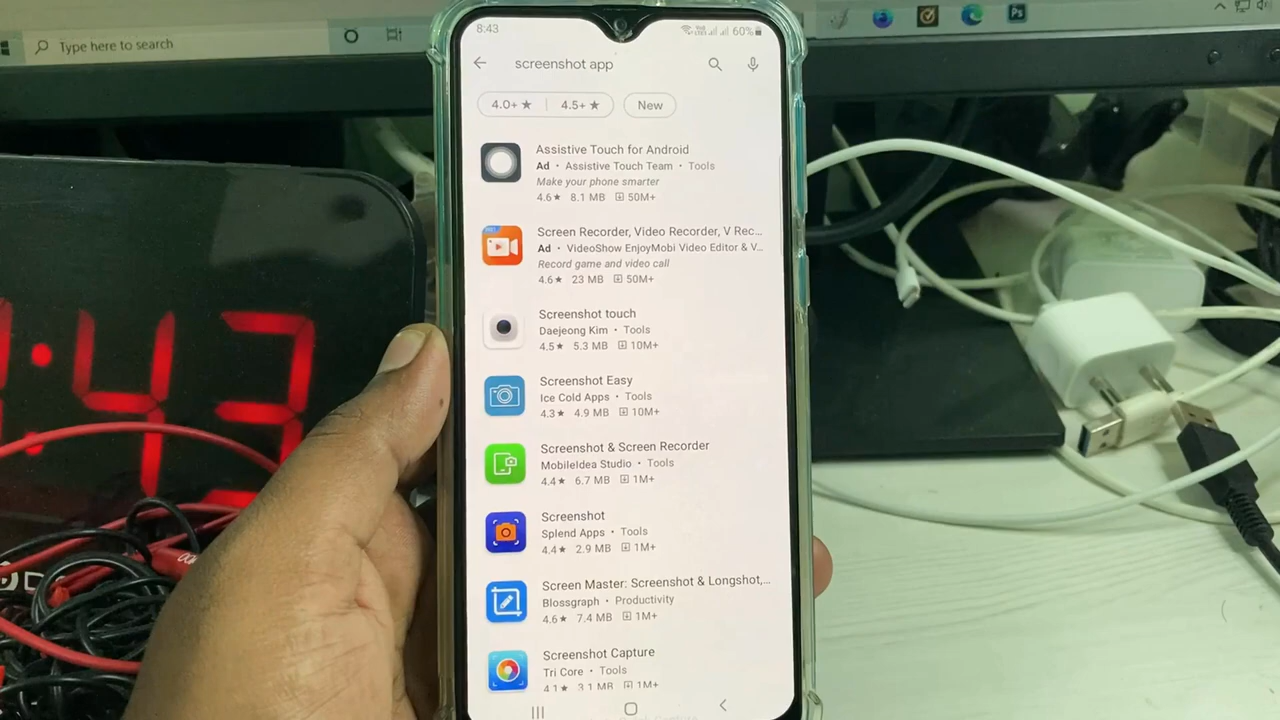 Type here to search
Ps
8:43
60%
screenshot app
4.0+ ★ | 4.5+ ★
New
Assistive Touch for Android
Ad • Assistive Touch Team • Tools
Make your phone smarter
4.6★ 8.1 MB 50M+
Screen Recorder, Video Recorder, V Rec...
Ad • VideoShow EnjoyMobi Video Editor & V...
Record game and video call
4.6★ 23 MB 50M+
Screenshot touch
Daejeong Kim • Tools
4.5★ 5.3 MB 10M+
Screenshot Easy
Ice Cold Apps • Tools
4.3★ 4.9 MB 10M+
Screenshot & Screen Recorder
MobileIdea Studio • Tools
4.4★ 6.7 MB 1M+
Screenshot
Splend Apps • Tools
4.4★ 2.9 MB 1M+
Screen Master: Screenshot & Longshot,...
Blossgraph • Productivity
4.6★ 7.4 MB 1M+
Screenshot Capture
Tri Core • Tools
4.1★ 3.1 MB 1M+
:43